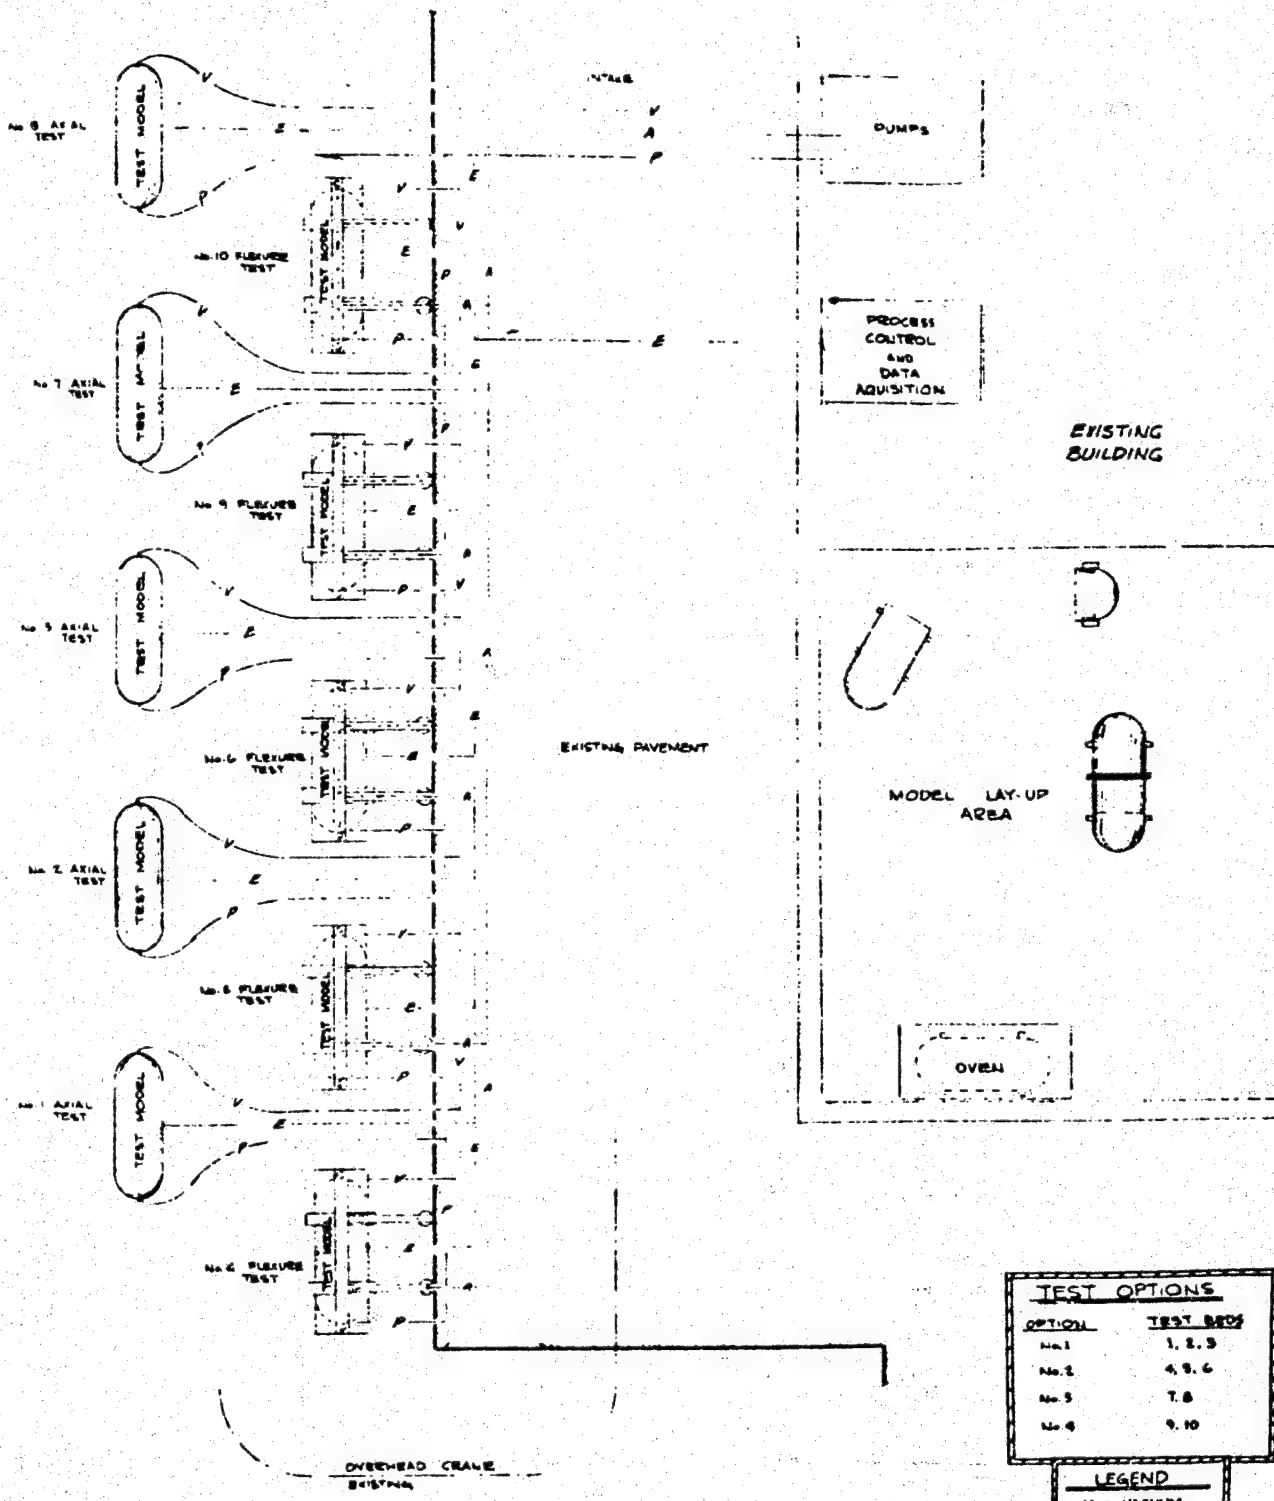 INTAKE
V
A
P
PUMPS
No 8 AXIAL
TEST
TEST MODEL
V
E
P
No.10 FLEXURE
TEST
TEST MODEL
V
E
P
E
V
P
A
A
E
PROCESS
CONTROL
AND
DATA
AQUISITION
EXISTING
BUILDING
No 7 AXIAL
TEST
TEST MODEL
V
E
P
E
P
No 9 FLEXURE
TEST
TEST MODEL
V
E
P
A
V
No 3 AXIAL
TEST
TEST MODEL
V
E
P
A
No.6 FLEXURE
TEST
TEST MODEL
V
E
P
E
A
EXISTING PAVEMENT
MODEL LAY-UP
AREA
No 2 AXIAL
TEST
TEST MODEL
V
E
P
No.5 FLEXURE
TEST
TEST MODEL
V
E
P
A
V
A
OVEN
No 1 AXIAL
TEST
TEST MODEL
V
E
P
E
FLEXURE
TEST
TEST MODEL
V
E
P
P
A
OVERHEAD CRANE
EXISTING
TEST OPTIONS
OPTION TEST BEDS
No.1 1, 2, 3
No.2 4, 5, 6
No.3 7, 8
No.4 9, 10
LEGEND